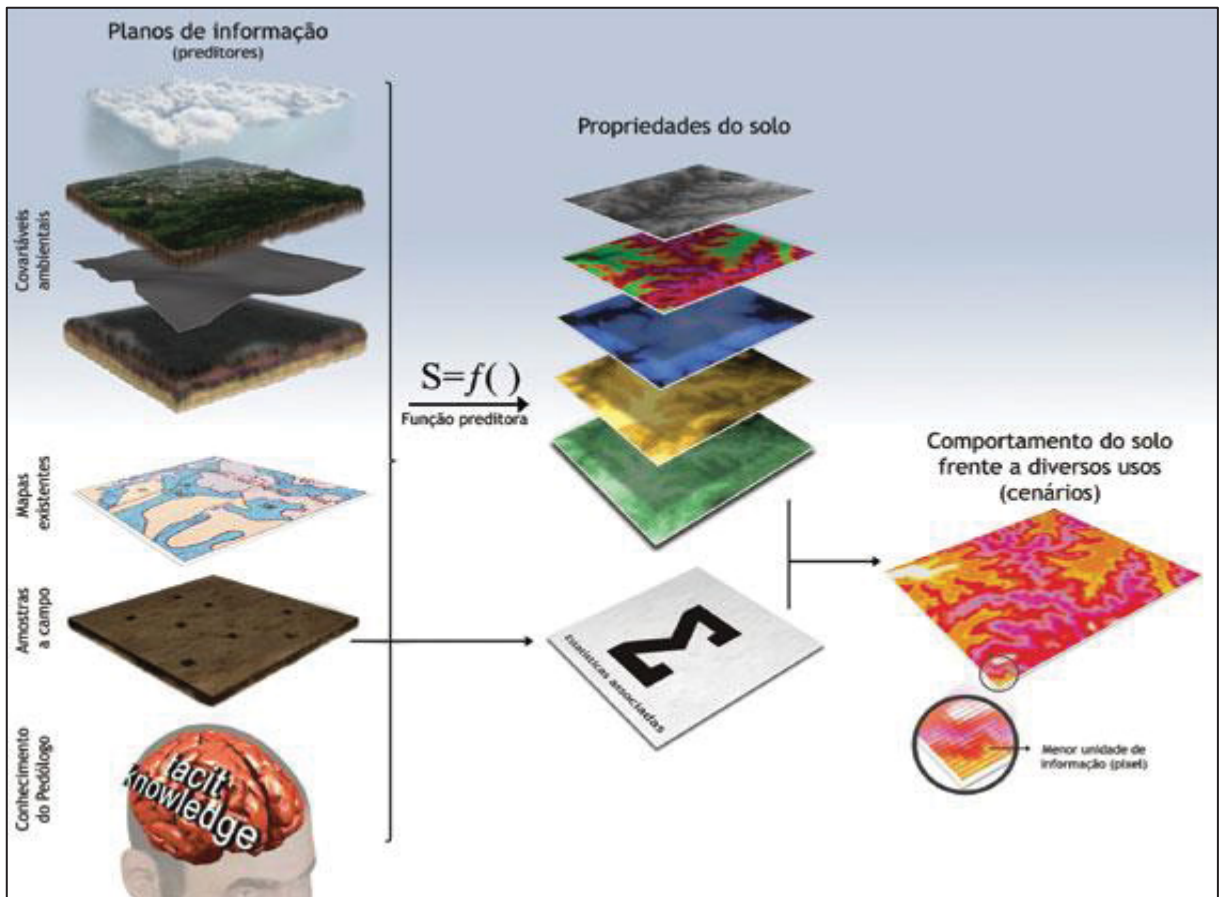 Planos de informação
(preditores)
Covariáveis
ambientais
Mapas
existentes
Amostras
a campo
Conhecimento
do Pedólogo
tacit
knowledge
S=f( )
Função preditora
Propriedades do solo
Σ
Estatísticas associadas
Comportamento do solo
frente a diversos usos
(cenários)
Menor unidade de
informação (pixel)